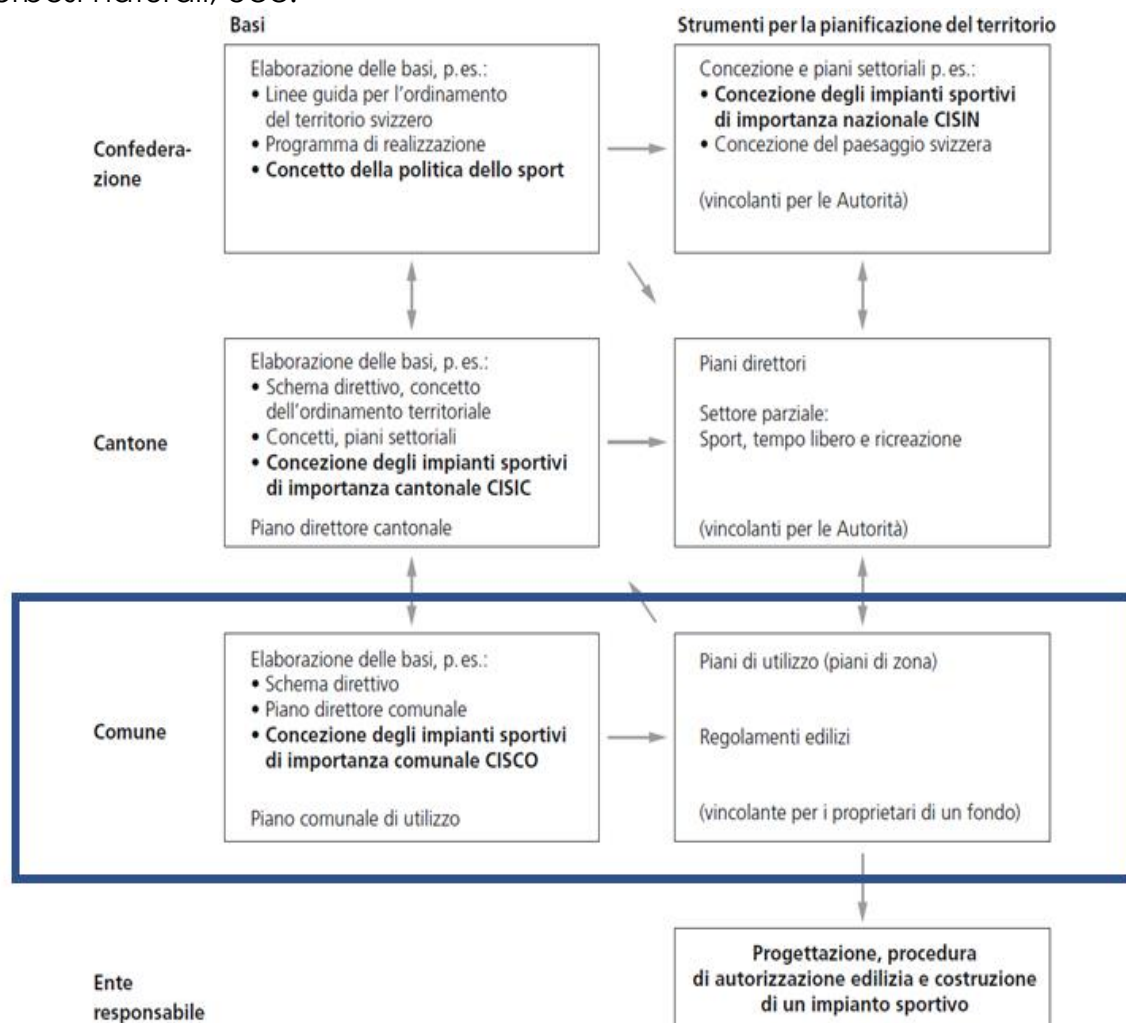 Basi
Strumenti per la pianificazione del territorio
Confedera-
zione
Elaborazione delle basi, p. es.:
• Linee guida per l'ordinamento
del territorio svizzero
• Programma di realizzazione
• Concetto della politica dello sport
Concezione e piani settoriali p. es.:
• Concezione degli impianti sportivi
di importanza nazionale CISIN
• Concezione del paesaggio svizzera
(vincolanti per le Autorità)
Cantone
Elaborazione delle basi, p. es.:
• Schema direttivo, concetto
dell'ordinamento territoriale
• Concetti, piani settoriali
• Concezione degli impianti sportivi
di importanza cantonale CISIC
Piano direttore cantonale
Piani direttori
Settore parziale:
Sport, tempo libero e ricreazione
(vincolanti per le Autorità)
Comune
Elaborazione delle basi, p. es.:
• Schema direttivo
• Piano direttore comunale
• Concezione degli impianti sportivi
di importanza comunale CISCO
Piano comunale di utilizzo
Piani di utilizzo (piani di zona)
Regolamenti edilizi
(vincolante per i proprietari di un fondo)
Ente
responsabile
Progettazione, procedura
di autorizzazione edilizia e costruzione
di un impianto sportivo